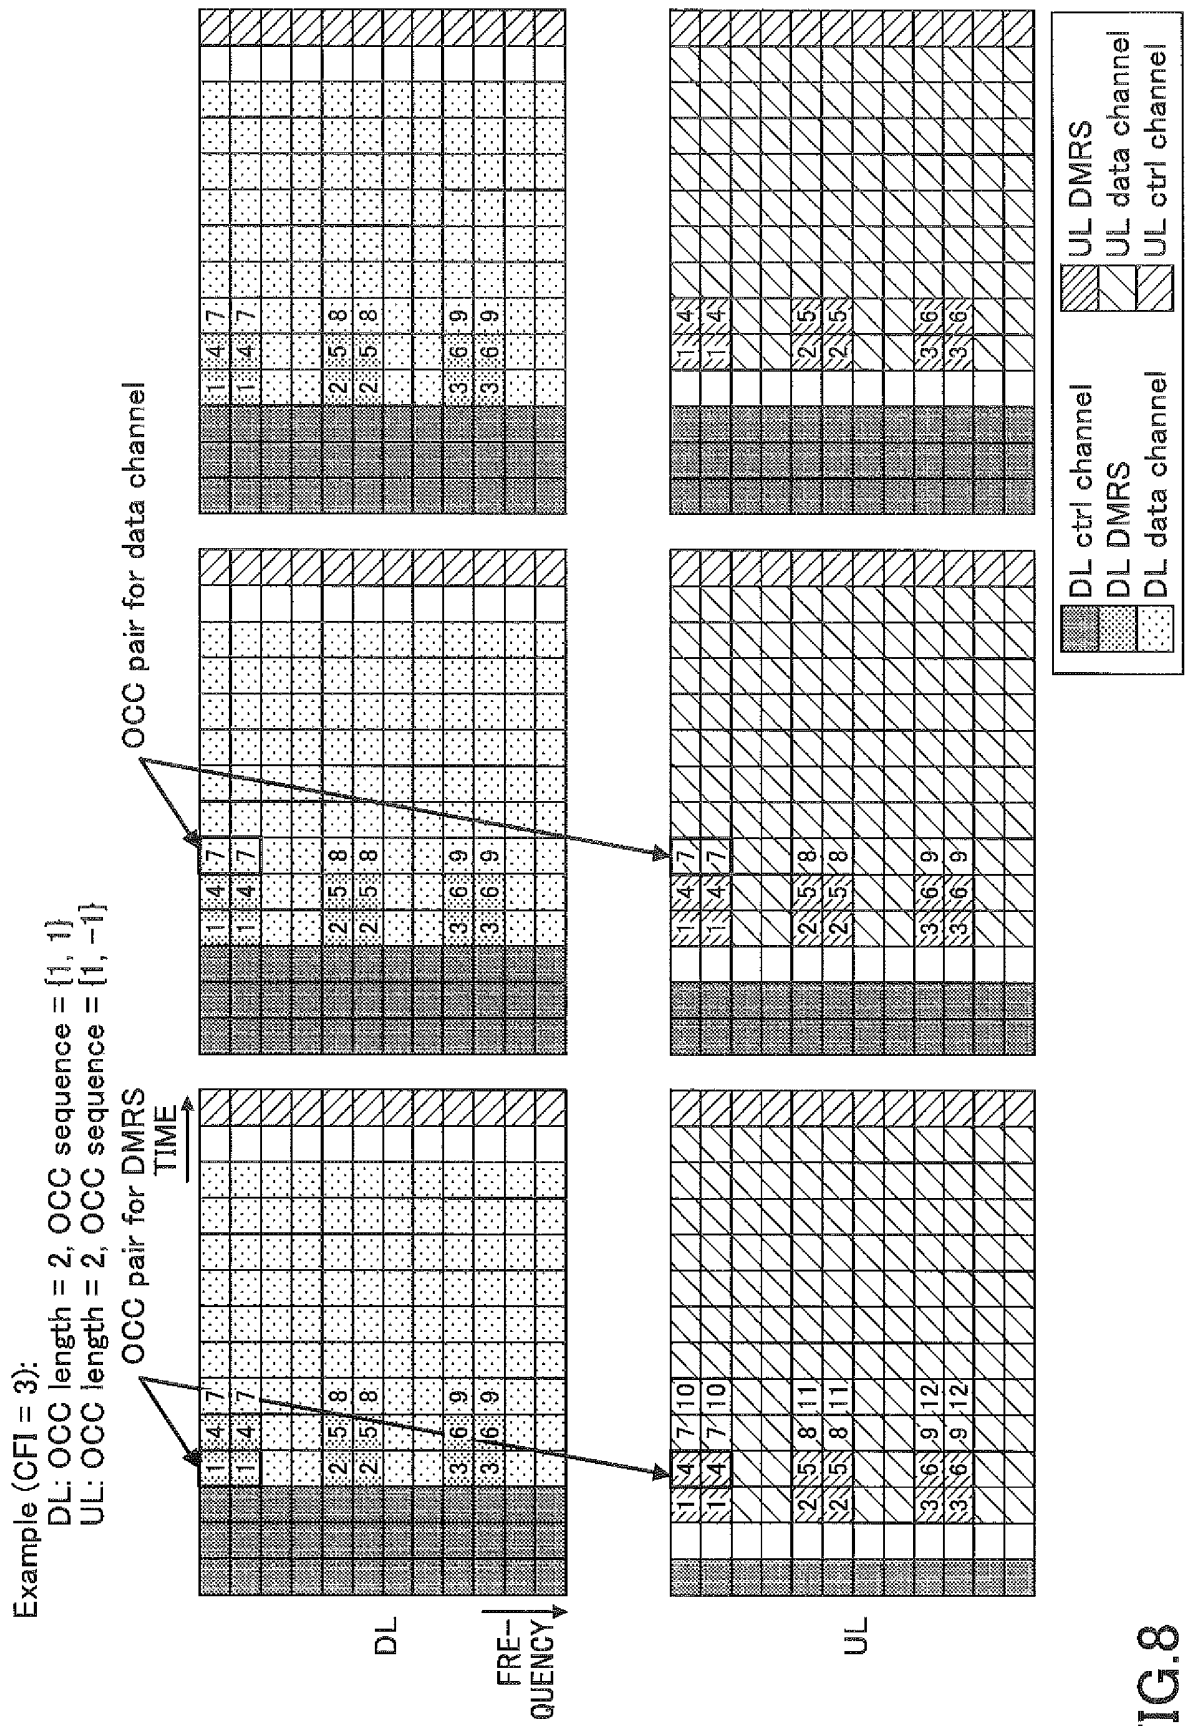 Example (CFI = 3):
DL: OCC length = 2, OCC sequence = {1, 1}
UL: OCC length = 2, OCC sequence = {1, −1}
OCC pair for DMRS
OCC pair for data channel
TIME
1 4 7 1 4 7 1 4 7
1 4 7 1 4 7 1 4 7
2 5 8 2 5 8 2 5 8
2 5 8 2 5 8 2 5 8
3 6 9 3 6 9 3 6 9
3 6 9 3 6 9 3 6 9
DL
FRE-
QUENCY
1 4 7 10 1 4 7 1 4
1 4 7 10 1 4 7 1 4
2 5 8 11 2 5 8 2 5
2 5 8 11 2 5 8 2 5
3 6 9 12 3 6 9 3 6
3 6 9 12 3 6 9 3 6
UL
DL ctrl channel
DL DMRS
DL data channel
UL DMRS
UL data channel
UL ctrl channel
FIG.8